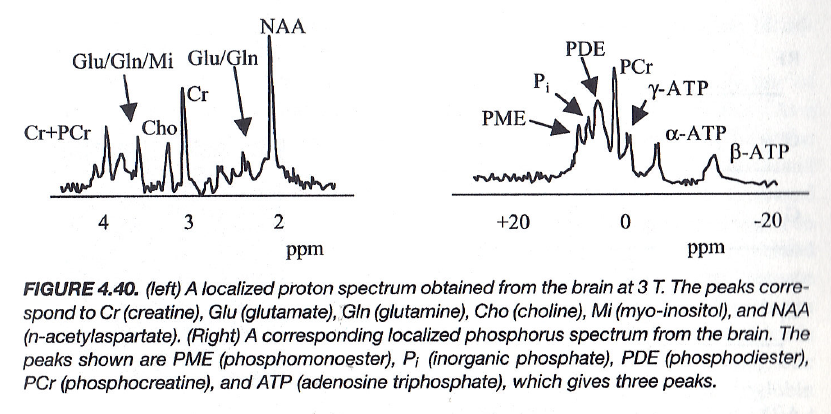 NAA
Glu/Gln/Mi Glu/Gln
Cr
Cr+PCr
Cho
4 3 2
ppm
PDE
PCr
Pi
γ-ATP
PME
α-ATP
β-ATP
+20 0 -20
ppm
FIGURE 4.40. (left) A localized proton spectrum obtained from the brain at 3 T. The peaks corre-
spond to Cr (creatine), Glu (glutamate), Gln (glutamine), Cho (choline), Mi (myo-inositol), and NAA
(n-acetylaspartate). (Right) A corresponding localized phosphorus spectrum from the brain. The
peaks shown are PME (phosphomonoester), Pi (inorganic phosphate), PDE (phosphodiester),
PCr (phosphocreatine), and ATP (adenosine triphosphate), which gives three peaks.